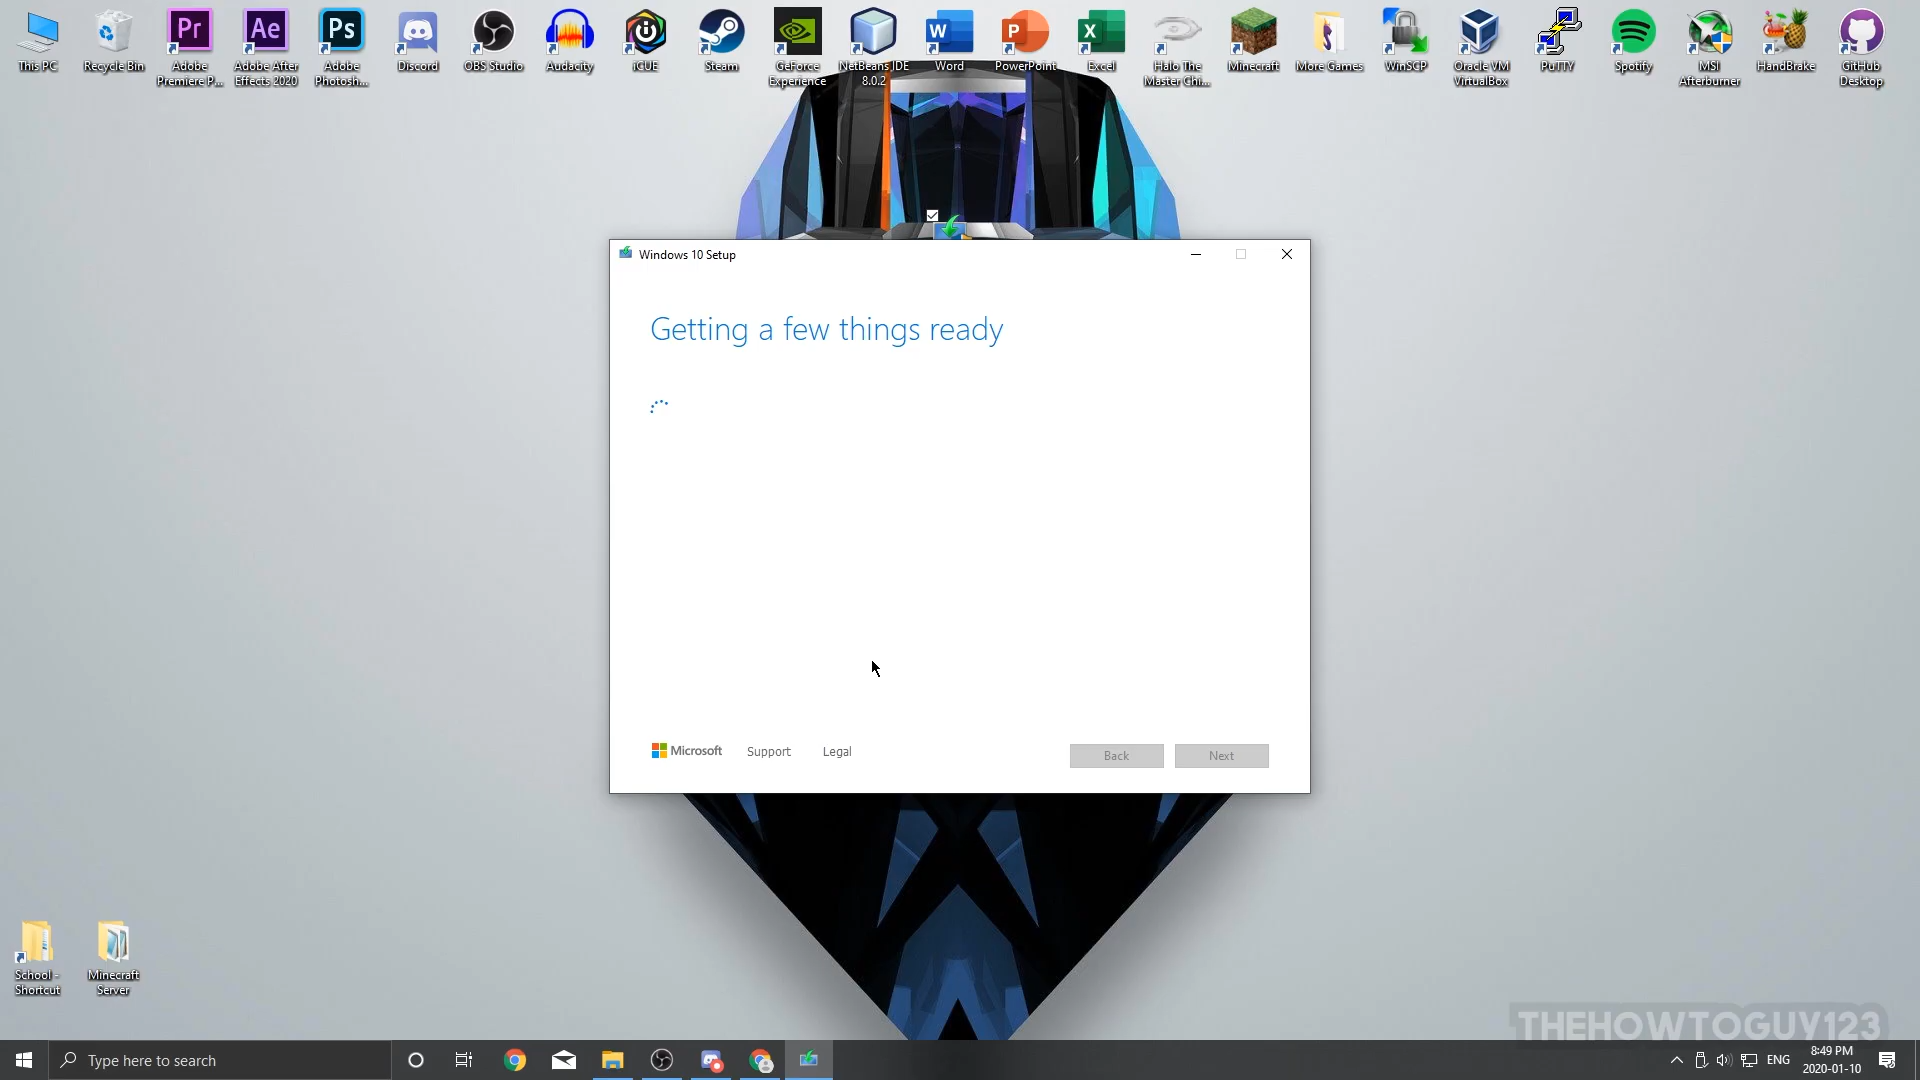 This PC
Recycle Bin
Adobe
Premiere P...
Adobe After
Effects 2020
Adobe
Photosh...
Discord
OBS Studio
Audacity
iCUE
Steam
GeForce
Experience
NetBeans IDE
8.0.2
Word
PowerPoint
Excel
Halo The
Master Chi...
Minecraft
More Games
WinSCP
Oracle VM
VirtualBox
PuTTY
Spotify
MSI
Afterburner
HandBrake
GitHub
Desktop
Windows 10 Setup
Getting a few things ready
Microsoft
Support
Legal
Back
Next
School -
Shortcut
Minecraft
Server
THEHOWTOGUY123
Type here to search
ENG
8:49 PM
2020-01-10